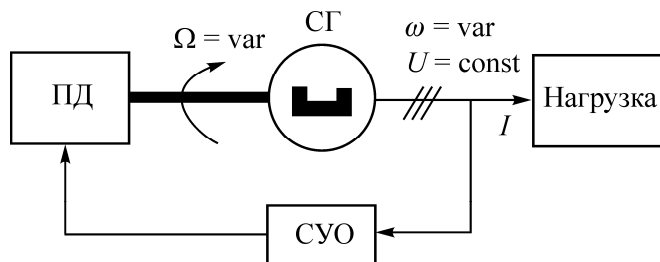 СГ
Ω = var
ω = var
U = const
ПД
Нагрузка
I
СУО